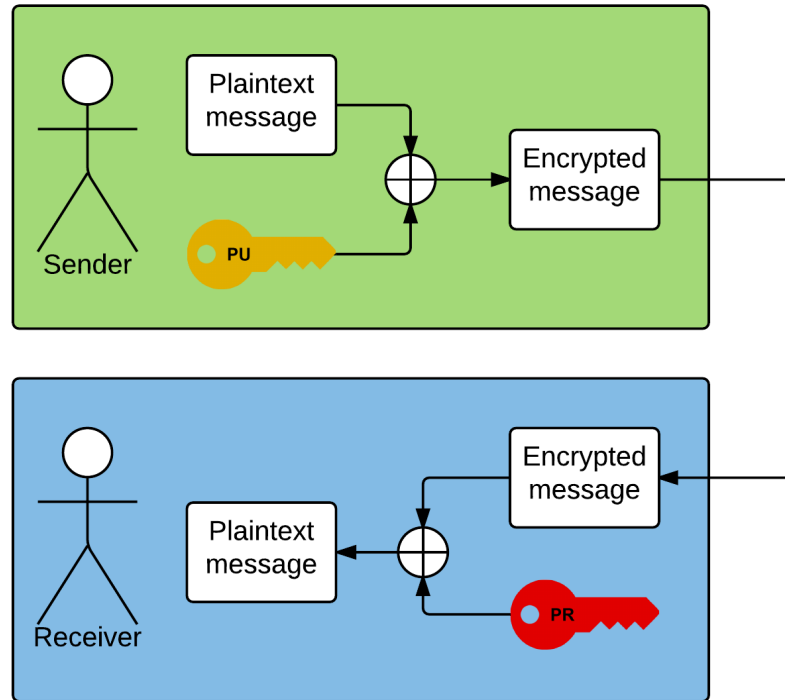 Plaintext
message
Encrypted
message
PU
Sender
Encrypted
message
Plaintext
message
PR
Receiver